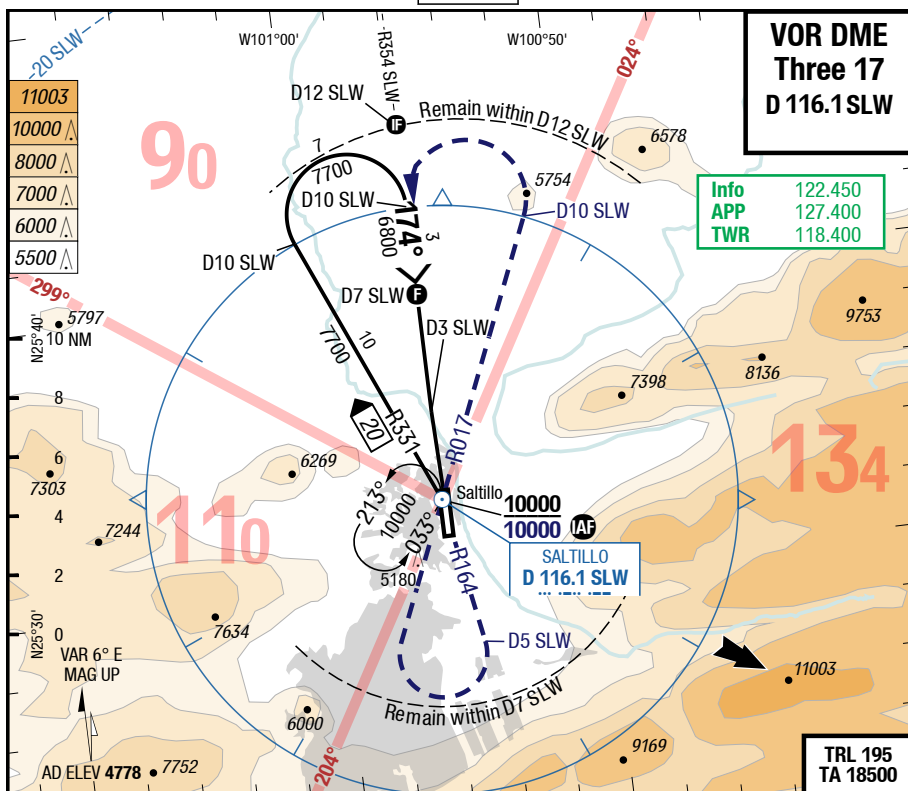 -20 SLW-
W101°00'
R354 SLW
W100°50'
024°
VOR DME
Three 17
D 116.1 SLW
11003
10000
8000
7000
6000
5500
90
D12 SLW
IF
Remain within D12 SLW
6578
7
7700
D10 SLW
5754
D10 SLW
Info 122.450
APP 127.400
TWR 118.400
174°
6800
3
D10 SLW
299°
D7 SLW
F
5797
10 NM
N25°40'
D3 SLW
10
7700
9753
8136
7398
8
20
R331
R017
134
6
6269
7303
Saltillo
10000
10000
IAF
213°
10000
033°
4
7244
110
5180
R164
SALTILLO
D 116.1 SLW
2
7634
N25°30'
0
D5 SLW
VAR 6° E
MAG UP
11003
6000
Remain within D7 SLW
204°
9169
AD ELEV 4778
7752
TRL 195
TA 18500